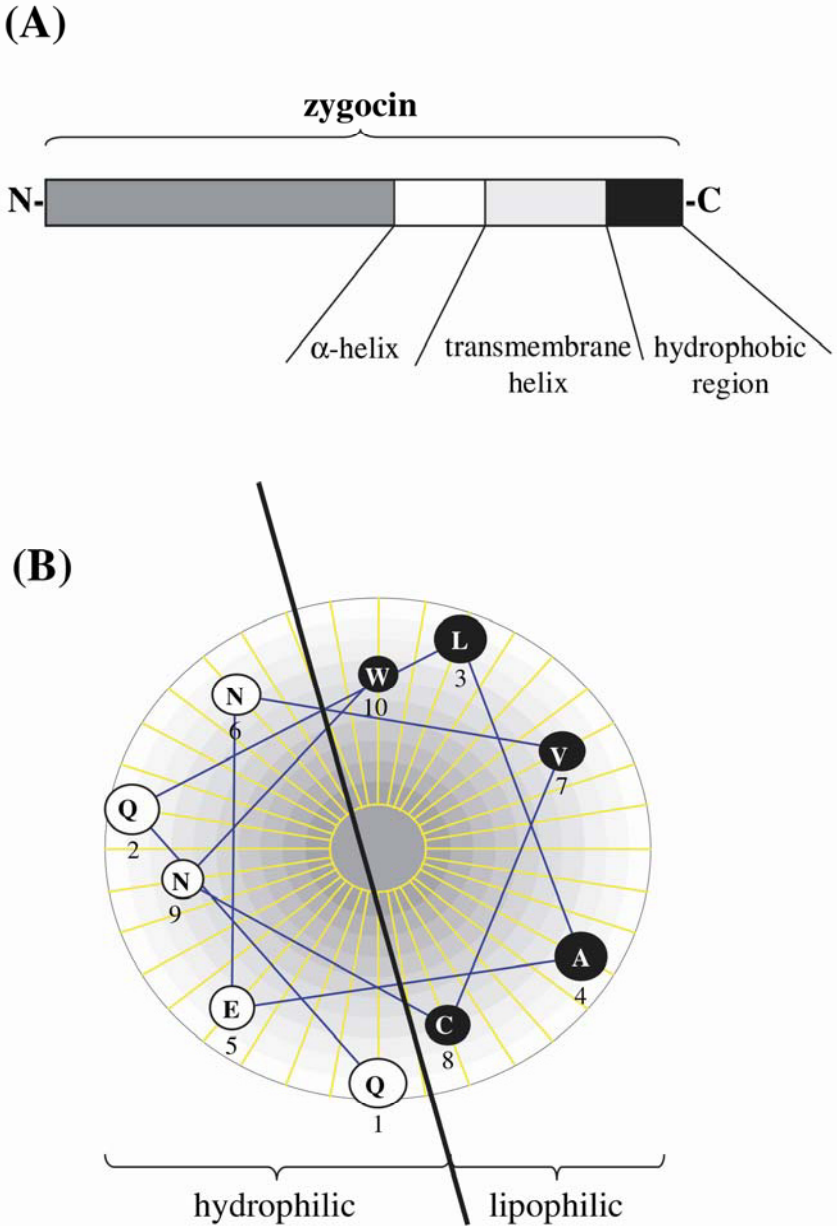 (A)
zygocin
N- -C
α-helix transmembrane helix hydrophobic region
(B)
L
3
W
10
N
6
V
7
Q
2
N
9
A
4
E
5
C
8
Q
1
hydrophilic lipophilic